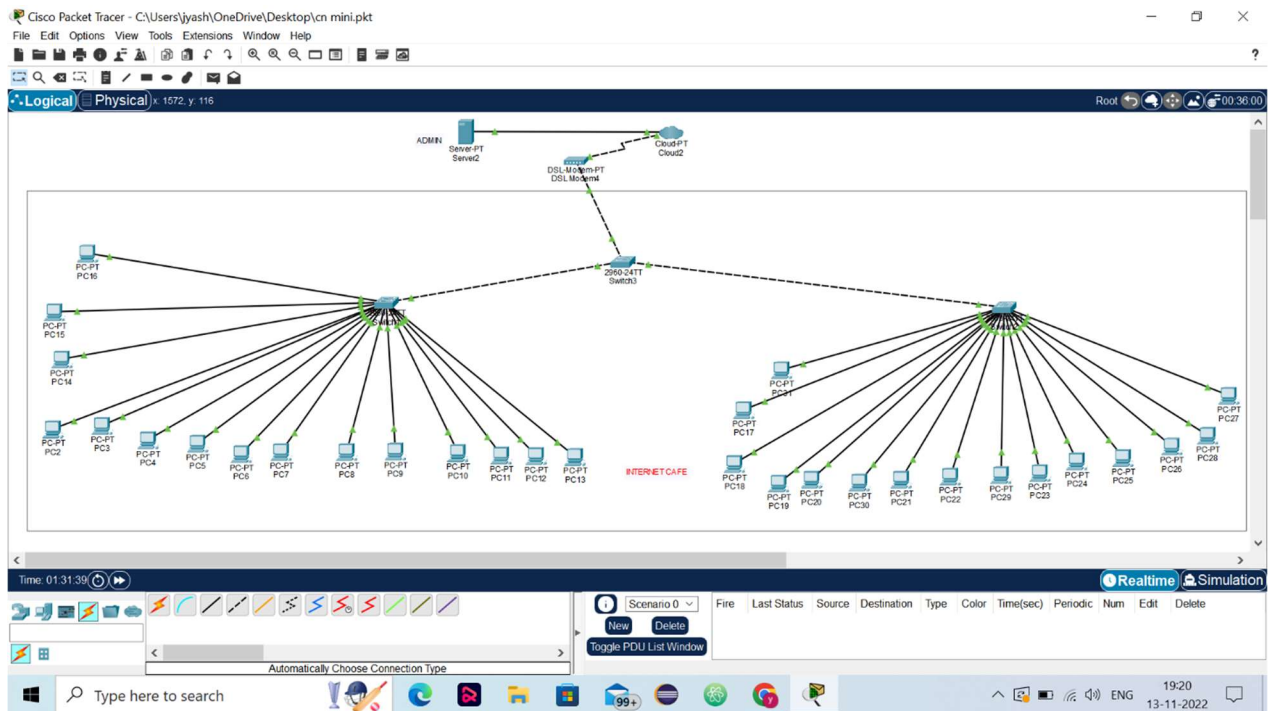 Cisco Packet Tracer - C:\Users\jyash\OneDrive\Desktop\cn mini.pkt
File Edit Options View Tools Extensions Window Help
?
Logical Physical x: 1572, y: 116
Root 00:36:00
ADMIN
Server-PT
Server2
Cloud-PT
Cloud2
DSL-Modem-PT
DSL Modem4
2960-24TT
Switch3
PC-PT
PC16
PC-PT
PC15
PC-PT
PC14
PC-PT
PC2
PC-PT
PC3
PC-PT
PC4
PC-PT
PC5
PC-PT
PC6
PC-PT
PC7
PC-PT
PC8
PC-PT
PC9
PC-PT
PC10
PC-PT
PC11
PC-PT
PC12
PC-PT
PC13
INTERNET CAFE
PC-PT
PC31
PC-PT
PC17
PC-PT
PC18
PC-PT
PC19
PC-PT
PC20
PC-PT
PC30
PC-PT
PC21
PC-PT
PC22
PC-PT
PC29
PC-PT
PC23
PC-PT
PC24
PC-PT
PC25
PC-PT
PC26
PC-PT
PC28
PC-PT
PC27
Time: 01:31:39
Realtime Simulation
Scenario 0
New Delete
Toggle PDU List Window
Fire Last Status Source Destination Type Color Time(sec) Periodic Num Edit Delete
Automatically Choose Connection Type
Type here to search
99+
ENG
19:20
13-11-2022